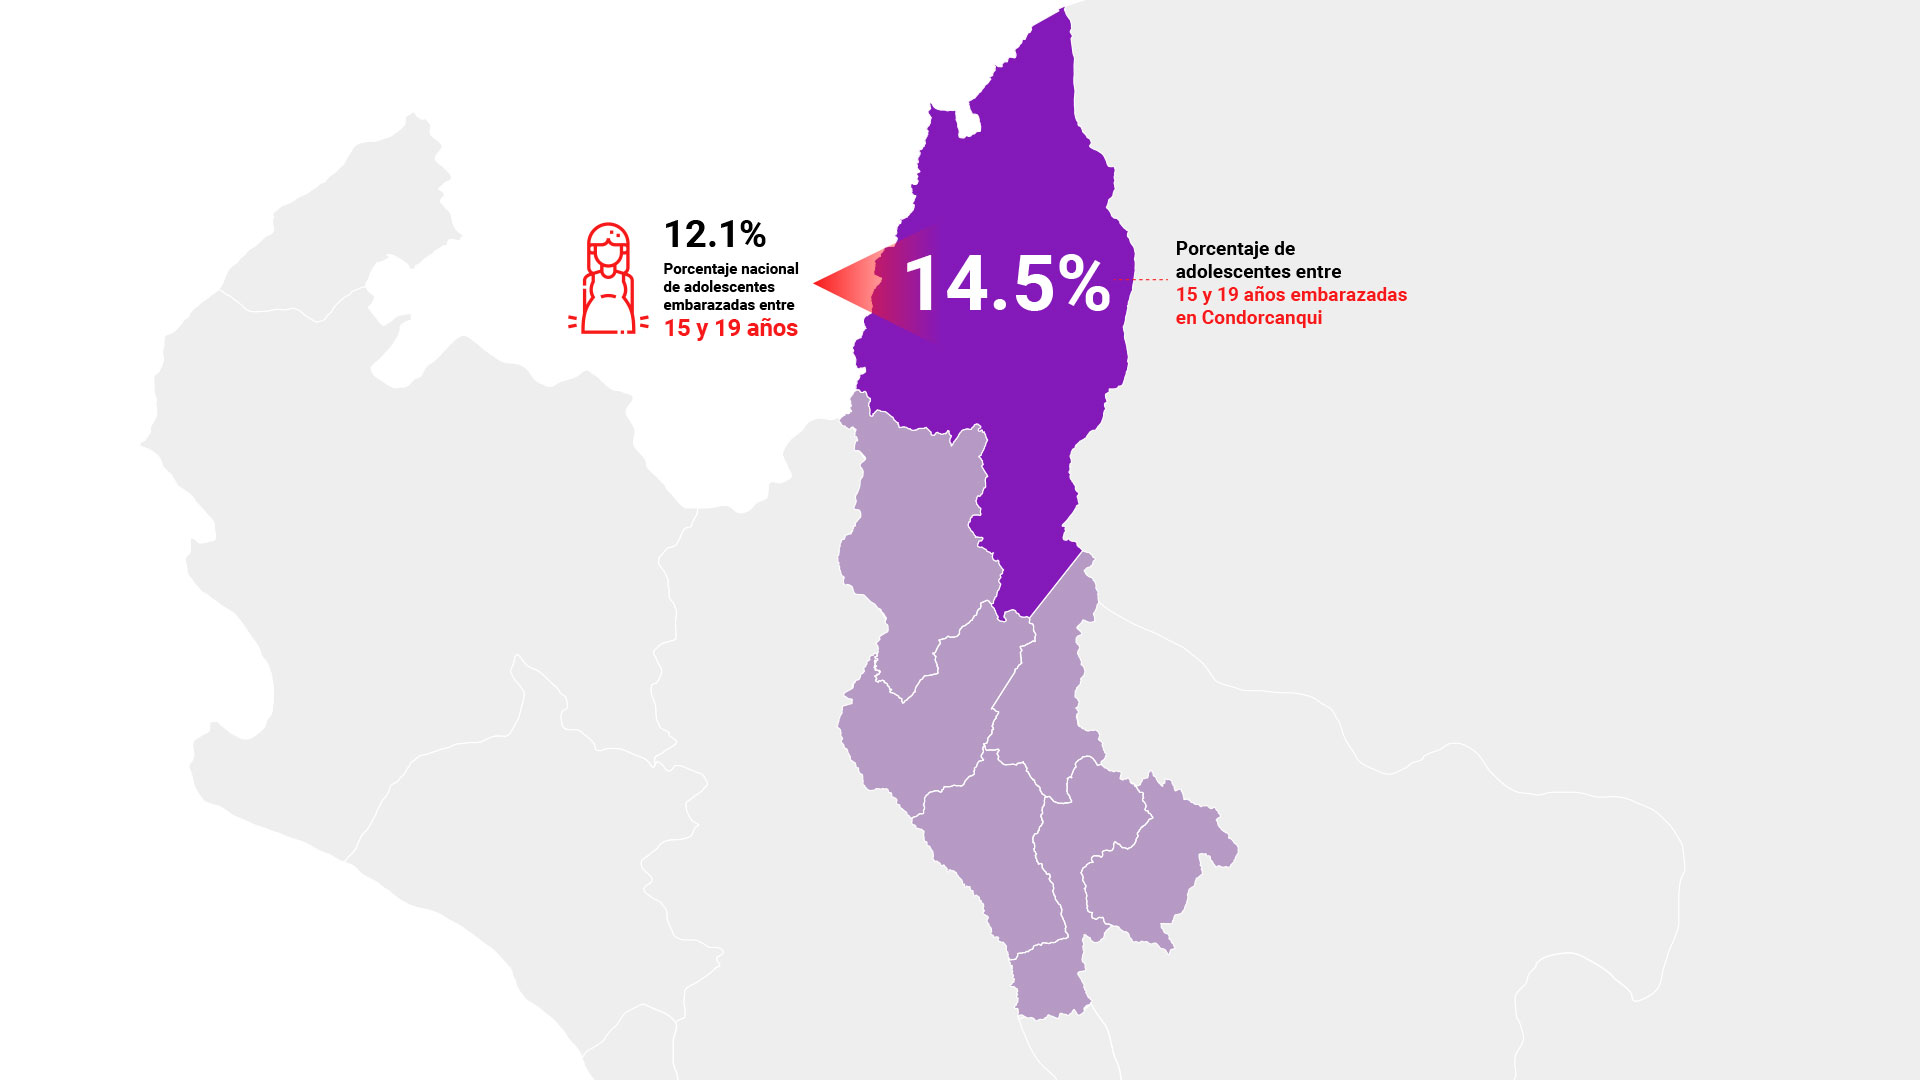 12.1%
Porcentaje nacional
de adolescentes
embarazadas entre
15 y 19 años
14.5%
Porcentaje de
adolescentes entre
15 y 19 años embarazadas
en Condorcanqui